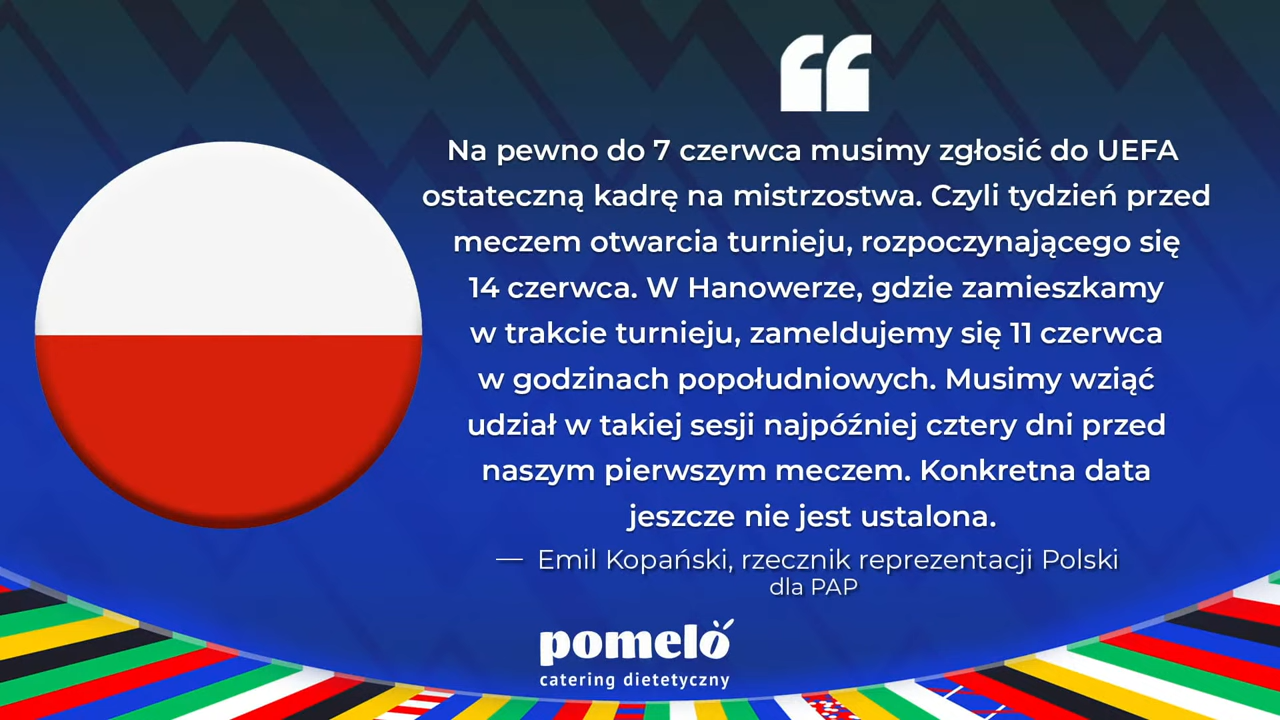 “
Na pewno do 7 czerwca musimy zgłosić do UEFA
ostateczną kadrę na mistrzostwa. Czyli tydzień przed
meczem otwarcia turnieju, rozpoczynającego się
14 czerwca. W Hanowerze, gdzie zamieszkamy
w trakcie turnieju, zameldujemy się 11 czerwca
w godzinach popołudniowych. Musimy wziąć
udział w takiej sesji najpóźniej cztery dni przed
naszym pierwszym meczem. Konkretna data
jeszcze nie jest ustalona.
— Emil Kopański, rzecznik reprezentacji Polski
dla PAP
pomelo
catering dietetyczny